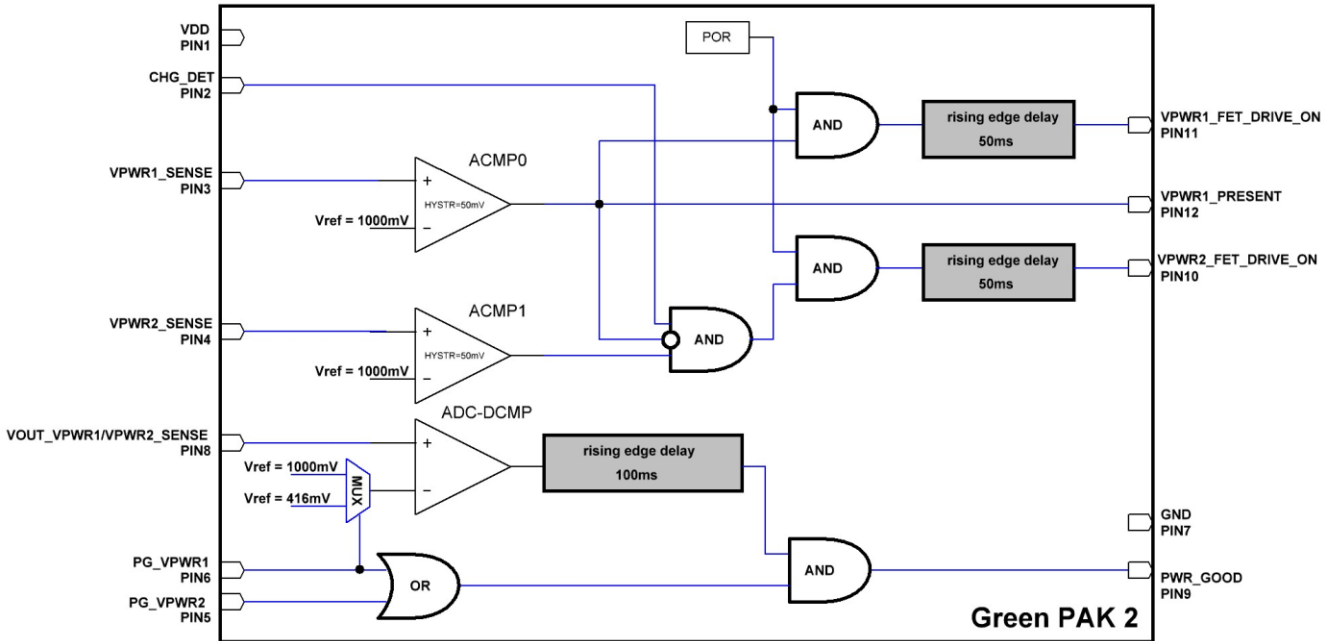 VDD
PIN1
POR
CHG_DET
PIN2
AND
rising edge delay
50ms
VPWR1_FET_DRIVE_ON
PIN11
ACMP0
VPWR1_SENSE
PIN3
+
HYSTR=50mV
Vref = 1000mV
−
VPWR1_PRESENT
PIN12
AND
rising edge delay
50ms
VPWR2_FET_DRIVE_ON
PIN10
ACMP1
VPWR2_SENSE
PIN4
+
HYSTR=50mV
Vref = 1000mV
−
AND
ADC-DCMP
VOUT_VPWR1/VPWR2_SENSE
PIN8
+
−
Vref = 1000mV
Vref = 416mV
MUX
rising edge delay
100ms
GND
PIN7
PG_VPWR1
PIN6
PG_VPWR2
PIN5
OR
AND
PWR_GOOD
PIN9
Green PAK 2